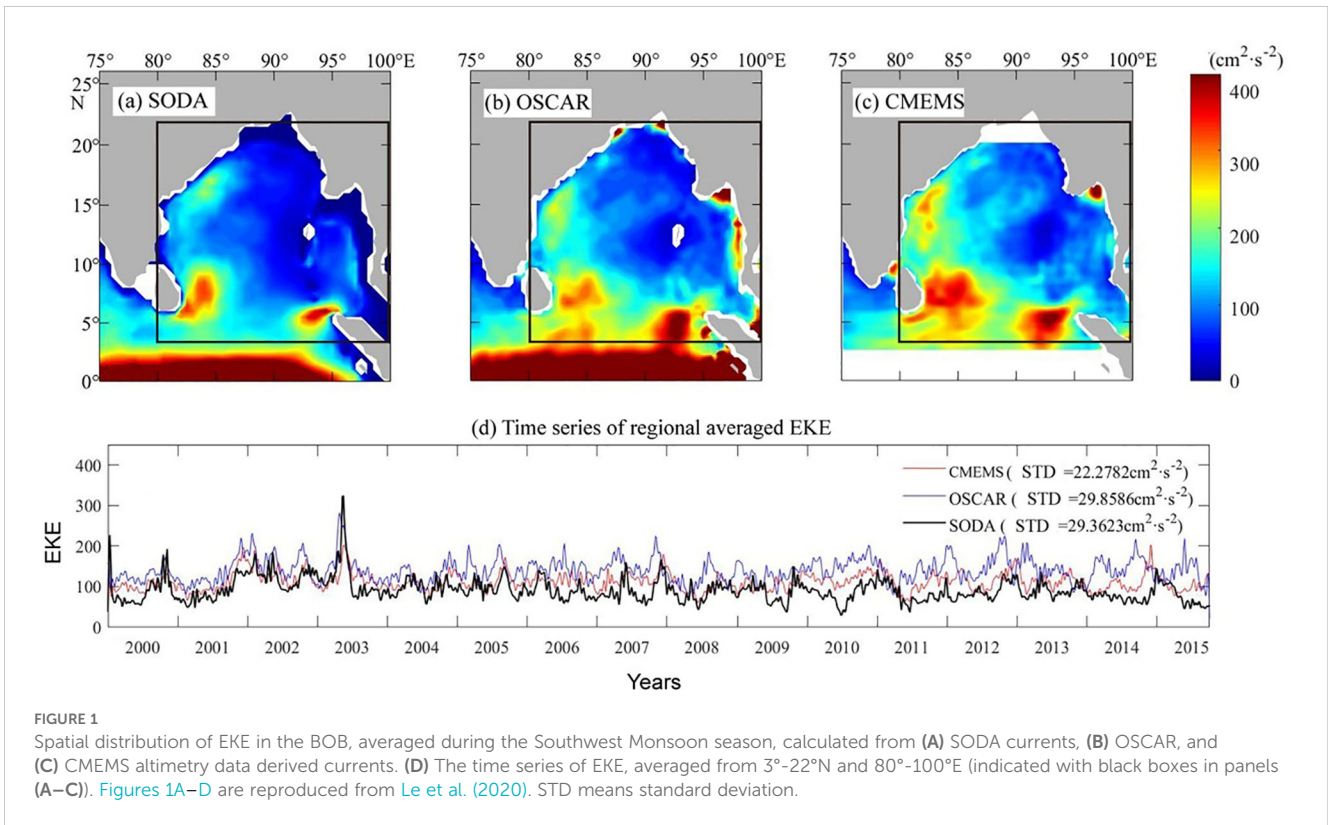 75° 80° 85° 90° 95° 100°E 75° 80° 85° 90° 95° 100°E 75° 80° 85° 90° 95° 100°E (cm²·s⁻²)
25°
N
(a) SODA (b) OSCAR (c) CMEMS
400
20°
300
15°
200
10°
100
5°
0
0°
(d) Time series of regional averaged EKE
400
CMEMS ( STD =22.2782cm²·s⁻²)
OSCAR ( STD =29.8586cm²·s⁻²)
300
SODA ( STD =29.3623cm²·s⁻²)
EKE
200
100
0
2000 2001 2002 2003 2004 2005 2006 2007 2008 2009 2010 2011 2012 2013 2014 2015
Years
FIGURE 1
Spatial distribution of EKE in the BOB, averaged during the Southwest Monsoon season, calculated from (A) SODA currents, (B) OSCAR, and
(C) CMEMS altimetry data derived currents. (D) The time series of EKE, averaged from 3°-22°N and 80°-100°E (indicated with black boxes in panels
(A–C)). Figures 1A–D are reproduced from Le et al. (2020). STD means standard deviation.